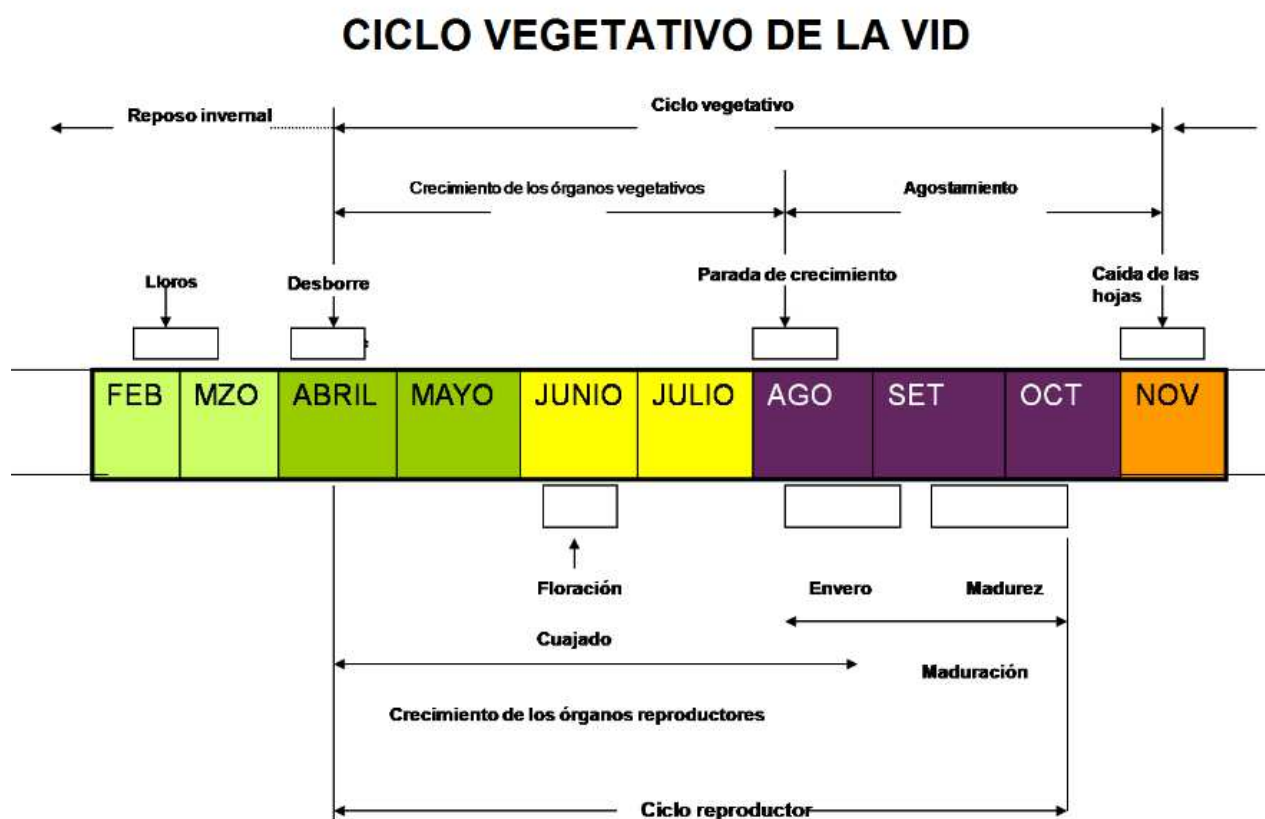 CICLO VEGETATIVO DE LA VID
Reposo invernal
Ciclo vegetativo
Crecimiento de los órganos vegetativos
Agostamiento
Lloros
Desborre
Parada de crecimiento
Caída de las
hojas
FEB MZO ABRIL MAYO JUNIO JULIO AGO SET OCT NOV
Floración
Envero
Madurez
Cuajado
Maduración
Crecimiento de los órganos reproductores
Ciclo reproductor